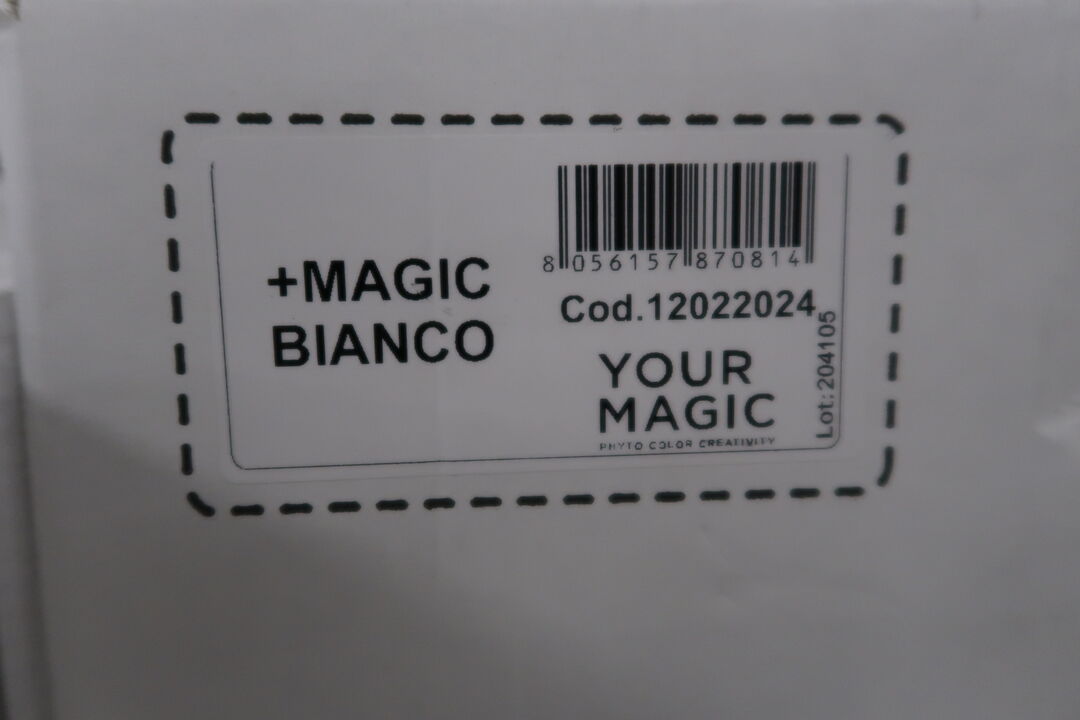 +MAGIC
BIANCO
8 056157 870814
Cod.12022024
YOUR
MAGIC
PHYTO COLOR CREATIVITY
Lot:204105